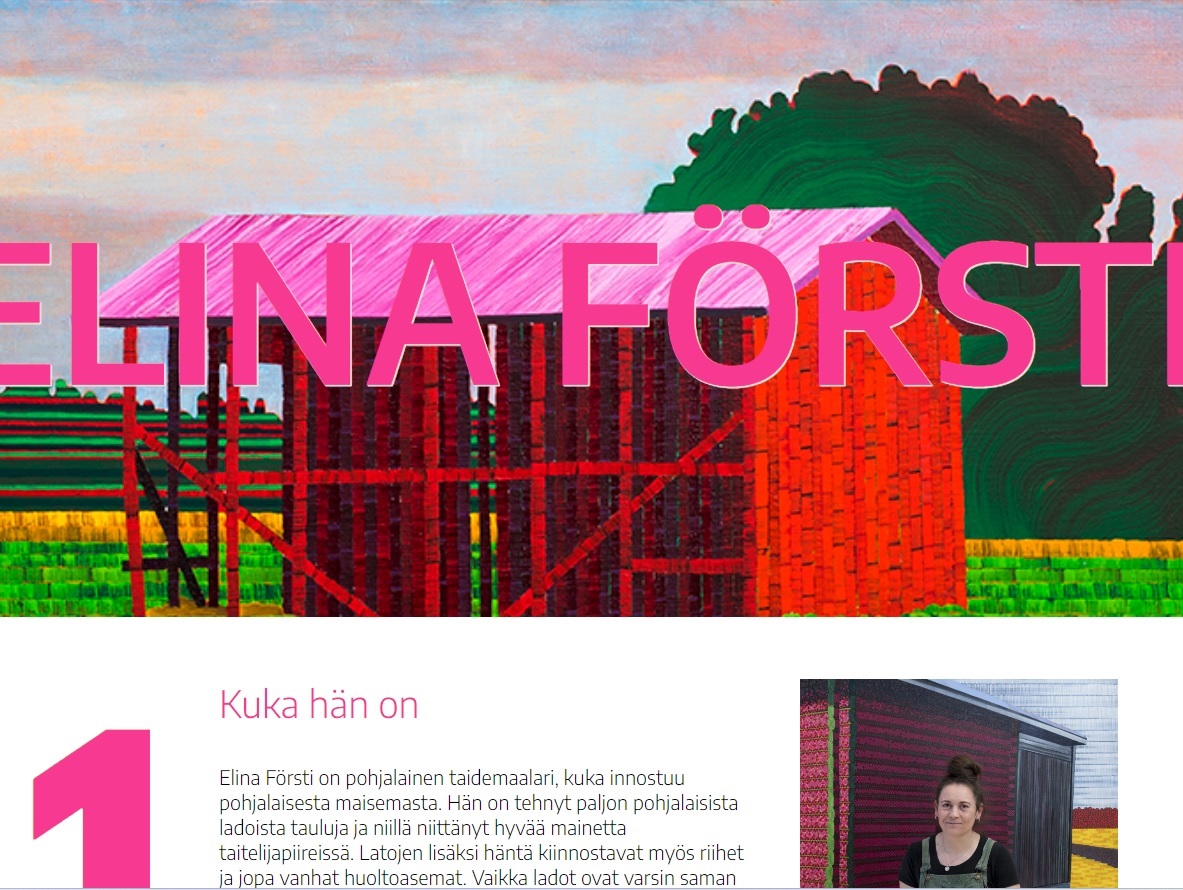 ELINA FÖRSTI
Kuka hän on
1
Elina Försti on pohjalainen taidemaalari, kuka innostuu
pohjalaisesta maisemasta. Hän on tehnyt paljon pohjalaisista
ladoista tauluja ja niillä niittänyt hyvää mainetta
taitelijapiireissä. Latojen lisäksi häntä kiinnostavat myös riihet
ja jopa vanhat huoltoasemat. Vaikka ladot ovat varsin saman